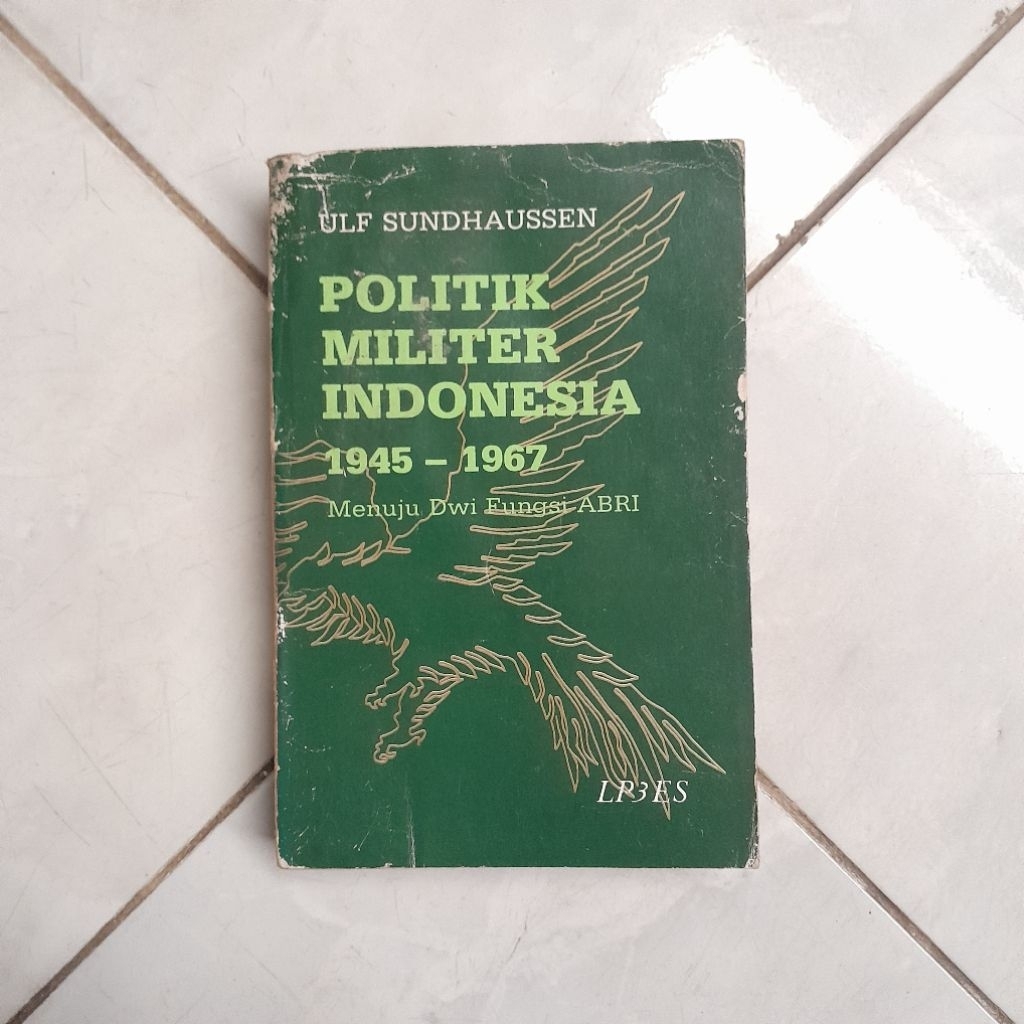 ULF SUNDHAUSSEN
POLITIK
MILITER
INDONESIA
1945 – 1967
Menuju Dwi Fungsi ABRI
LP3ES